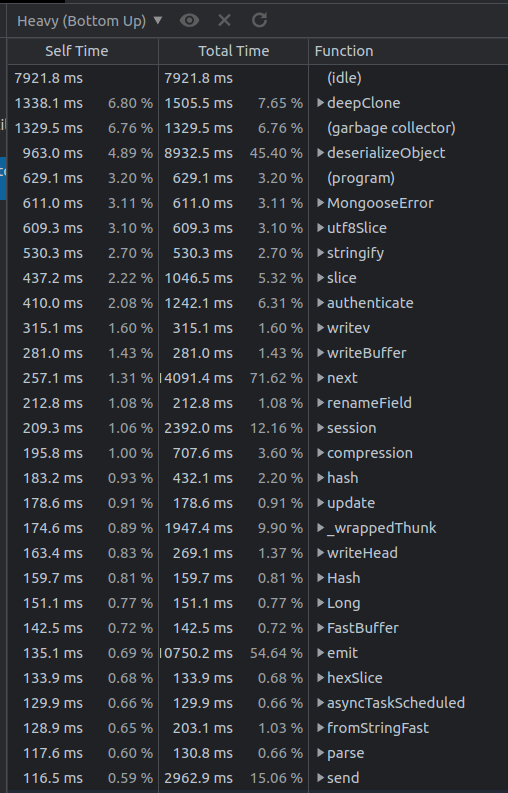 Heavy (Bottom Up) ▼
Self Time Total Time Function
7921.8 ms 7921.8 ms (idle)
1338.1 ms 6.80 % 1505.5 ms 7.65 % deepClone
1329.5 ms 6.76 % 1329.5 ms 6.76 % (garbage collector)
963.0 ms 4.89 % 8932.5 ms 45.40 % deserializeObject
629.1 ms 3.20 % 629.1 ms 3.20 % (program)
611.0 ms 3.11 % 611.0 ms 3.11 % MongooseError
609.3 ms 3.10 % 609.3 ms 3.10 % utf8Slice
530.3 ms 2.70 % 530.3 ms 2.70 % stringify
437.2 ms 2.22 % 1046.5 ms 5.32 % slice
410.0 ms 2.08 % 1242.1 ms 6.31 % authenticate
315.1 ms 1.60 % 315.1 ms 1.60 % writev
281.0 ms 1.43 % 281.0 ms 1.43 % writeBuffer
257.1 ms 1.31 % 14091.4 ms 71.62 % next
212.8 ms 1.08 % 212.8 ms 1.08 % renameField
209.3 ms 1.06 % 2392.0 ms 12.16 % session
195.8 ms 1.00 % 707.6 ms 3.60 % compression
183.2 ms 0.93 % 432.1 ms 2.20 % hash
178.6 ms 0.91 % 178.6 ms 0.91 % update
174.6 ms 0.89 % 1947.4 ms 9.90 % _wrappedThunk
163.4 ms 0.83 % 269.1 ms 1.37 % writeHead
159.7 ms 0.81 % 159.7 ms 0.81 % Hash
151.1 ms 0.77 % 151.1 ms 0.77 % Long
142.5 ms 0.72 % 142.5 ms 0.72 % FastBuffer
135.1 ms 0.69 % 10750.2 ms 54.64 % emit
133.9 ms 0.68 % 133.9 ms 0.68 % hexSlice
129.9 ms 0.66 % 129.9 ms 0.66 % asyncTaskScheduled
128.9 ms 0.65 % 203.1 ms 1.03 % fromStringFast
117.6 ms 0.60 % 130.8 ms 0.66 % parse
116.5 ms 0.59 % 2962.9 ms 15.06 % send